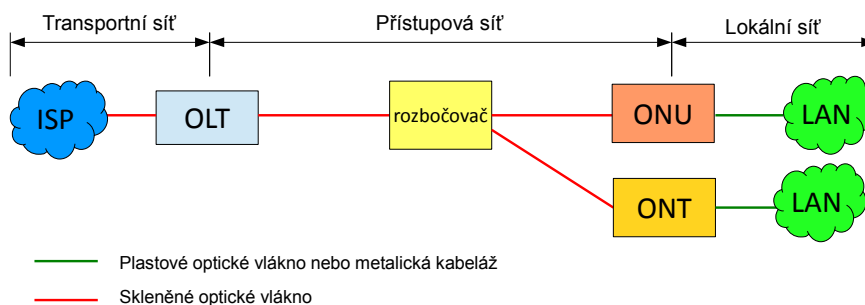 Transportní síť
Přístupová síť
Lokální síť
ISP
OLT
rozbočovač
ONU
LAN
ONT
LAN
Plastové optické vlákno nebo metalická kabeláž
Skleněné optické vlákno